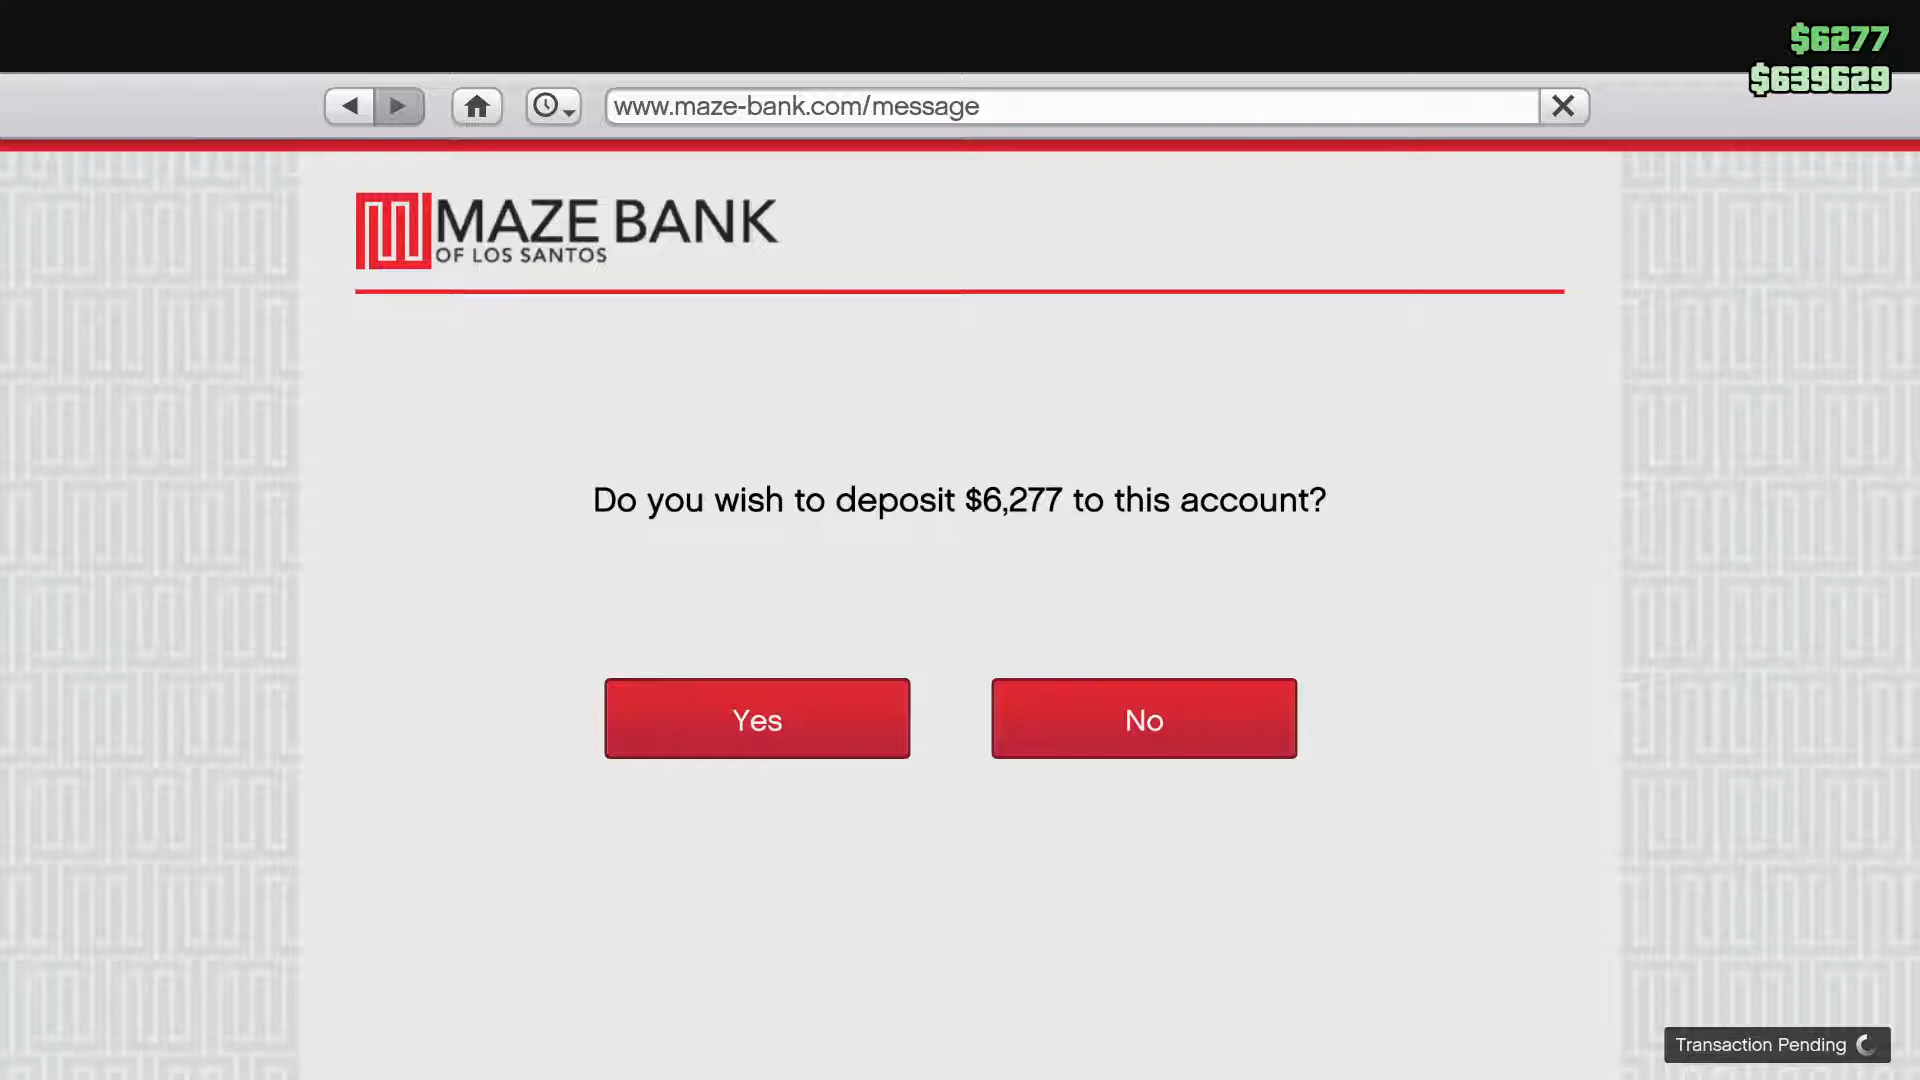 $6277
$639629
www.maze-bank.com/message
MAZE BANK
OF LOS SANTOS
Do you wish to deposit $6,277 to this account?
Yes
No
Transaction Pending